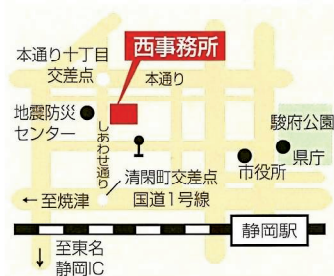 本通り十丁目
交差点
西事務所
本通り
地震防災
センター
しあわせ通り
駿府公園
県庁
市役所
清閑町交差点
国道1号線
←至焼津
静岡駅
↓
至東名
静岡IC